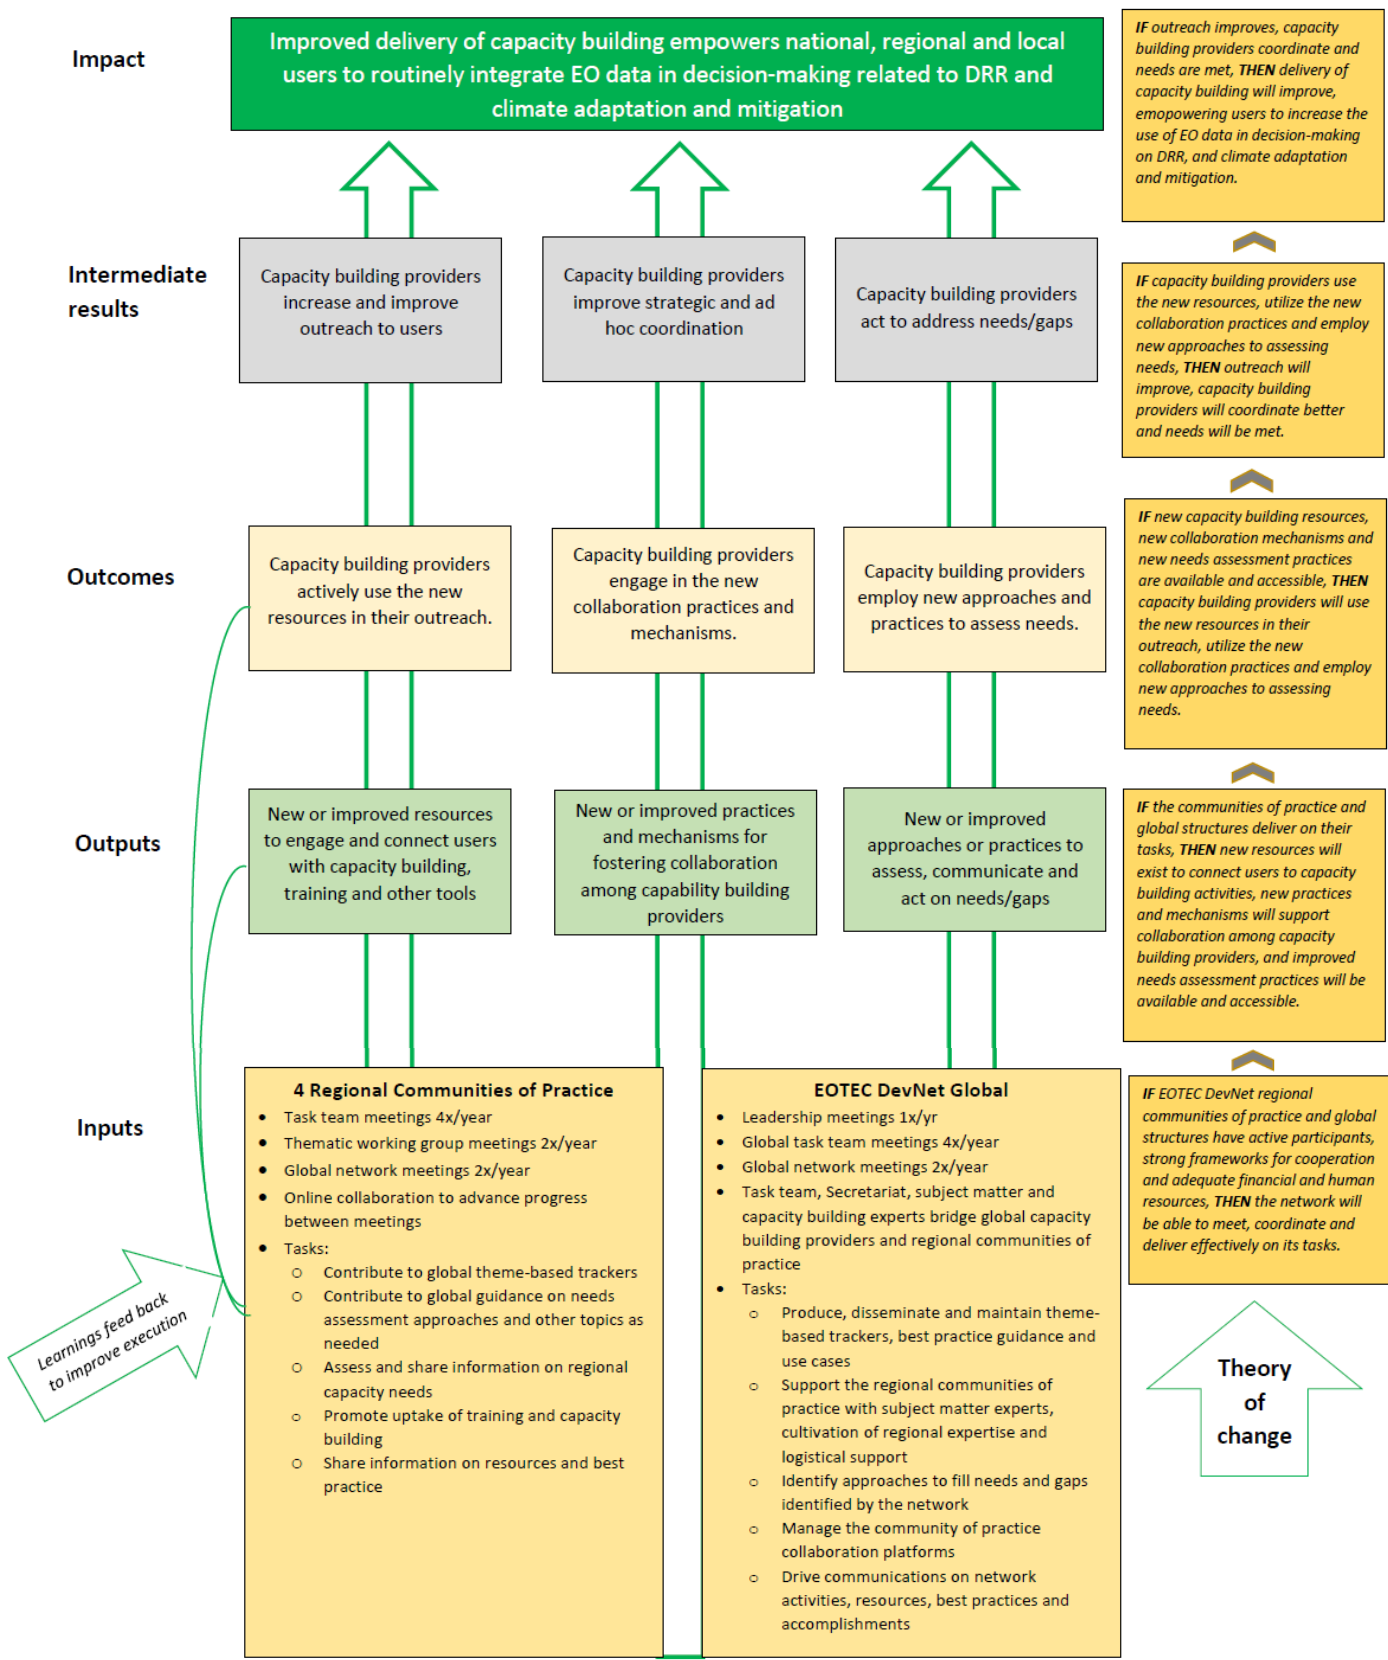 Impact
Improved delivery of capacity building empowers national, regional and local
users to routinely integrate EO data in decision-making related to DRR and
climate adaptation and mitigation
IF outreach improves, capacity
building providers coordinate and
needs are met, THEN delivery of
capacity building will improve,
emopowering users to increase the
use of EO data in decision-making
on DRR, and climate adaptation
and mitigation.
Intermediate
results
Capacity building providers
increase and improve
outreach to users
Capacity building providers
improve strategic and ad
hoc coordination
Capacity building providers
act to address needs/gaps
IF capacity building providers use
the new resources, utilize the new
collaboration practices and employ
new approaches to assessing
needs, THEN outreach will
improve, capacity building
providers will coordinate better
and needs will be met.
Outcomes
Capacity building providers
actively use the new
resources in their outreach.
Capacity building providers
engage in the new
collaboration practices and
mechanisms.
Capacity building providers
employ new approaches and
practices to assess needs.
IF new capacity building resources,
new collaboration mechanisms and
new needs assessment practices
are available and accessible, THEN
capacity building providers will use
the new resources in their
outreach, utilize the new
collaboration practices and employ
new approaches to assessing
needs.
Outputs
New or improved resources
to engage and connect users
with capacity building,
training and other tools
New or improved practices
and mechanisms for
fostering collaboration
among capability building
providers
New or improved
approaches or practices to
assess, communicate and
act on needs/gaps
IF the communities of practice and
global structures deliver on their
tasks, THEN new resources will
exist to connect users to capacity
building activities, new practices
and mechanisms will support
collaboration among capacity
building providers, and improved
needs assessment practices will be
available and accessible.
Inputs
4 Regional Communities of Practice
• Task team meetings 4x/year
• Thematic working group meetings 2x/year
• Global network meetings 2x/year
• Online collaboration to advance progress
between meetings
• Tasks:
o Contribute to global theme-based trackers
o Contribute to global guidance on needs
assessment approaches and other topics as
needed
o Assess and share information on regional
capacity needs
o Promote uptake of training and capacity
building
o Share information on resources and best
practice
EOTEC DevNet Global
• Leadership meetings 1x/yr
• Global task team meetings 4x/year
• Global network meetings 2x/year
• Task team, Secretariat, subject matter and
capacity building experts bridge global capacity
building providers and regional communities of
practice
• Tasks:
o Produce, disseminate and maintain theme-
based trackers, best practice guidance and
use cases
o Support the regional communities of
practice with subject matter experts,
cultivation of regional expertise and
logistical support
o Identify approaches to fill needs and gaps
identified by the network
o Manage the community of practice
collaboration platforms
o Drive communications on network
activities, resources, best practices and
accomplishments
IF EOTEC DevNet regional
communities of practice and global
structures have active participants,
strong frameworks for cooperation
and adequate financial and human
resources, THEN the network will
be able to meet, coordinate and
deliver effectively on its tasks.
Learnings feed back
to improve execution
Theory
of
change